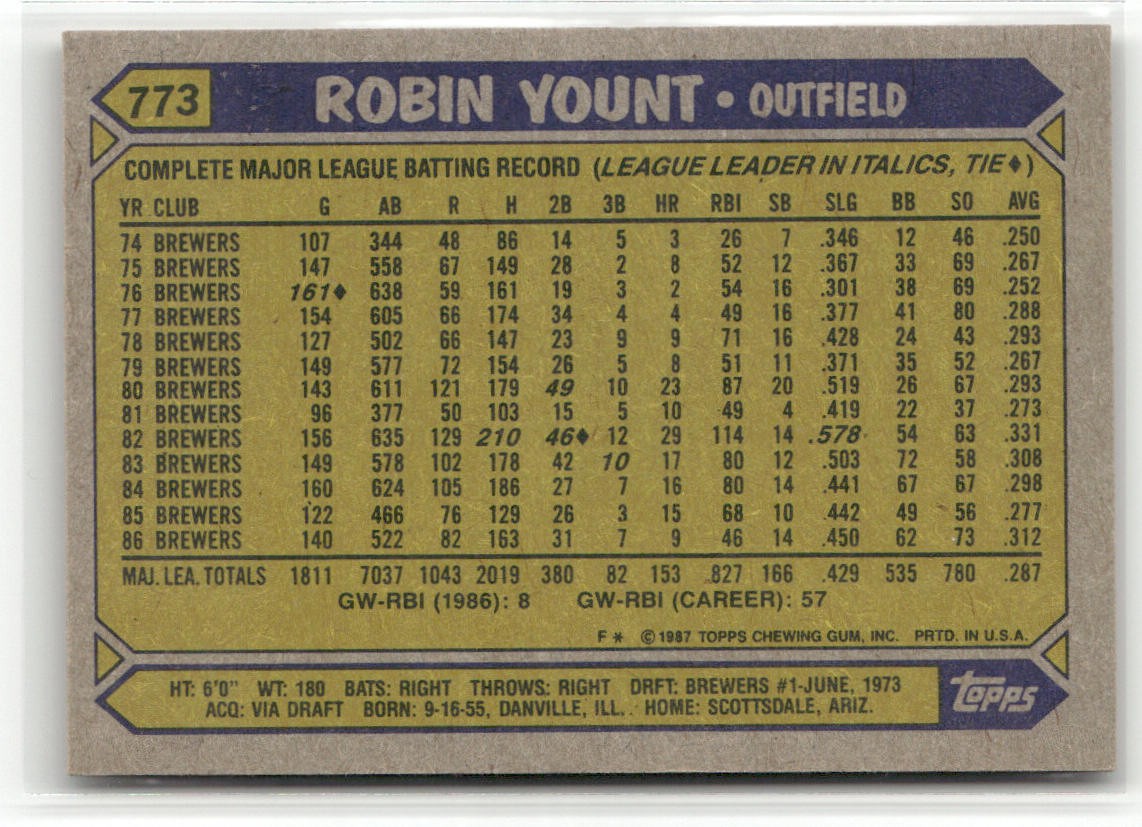 773 ROBIN YOUNT • OUTFIELD
COMPLETE MAJOR LEAGUE BATTING RECORD (LEAGUE LEADER IN ITALICS, TIE♦)
YR CLUB G AB R H 2B 3B HR RBI SB SLG BB SO AVG
74 BREWERS 107 344 48 86 14 5 3 26 7 .346 12 46 .250
75 BREWERS 147 558 67 149 28 2 8 52 12 .367 33 69 .267
76 BREWERS 161♦ 638 59 161 19 3 2 54 16 .301 38 69 .252
77 BREWERS 154 605 66 174 34 4 4 49 16 .377 41 80 .288
78 BREWERS 127 502 66 147 23 9 9 71 16 .428 24 43 .293
79 BREWERS 149 577 72 154 26 5 8 51 11 .371 35 52 .267
80 BREWERS 143 611 121 179 49 10 23 87 20 .519 26 67 .293
81 BREWERS 96 377 50 103 15 5 10 49 4 .419 22 37 .273
82 BREWERS 156 635 129 210 46♦ 12 29 114 14 .578 54 63 .331
83 BREWERS 149 578 102 178 42 10 17 80 12 .503 72 58 .308
84 BREWERS 160 624 105 186 27 7 16 80 14 .441 67 67 .298
85 BREWERS 122 466 76 129 26 3 15 68 10 .442 49 56 .277
86 BREWERS 140 522 82 163 31 7 9 46 14 .450 62 73 .312
MAJ. LEA. TOTALS 1811 7037 1043 2019 380 82 153 827 166 .429 535 780 .287
GW-RBI (1986): 8 GW-RBI (CAREER): 57
F * ©1987 TOPPS CHEWING GUM, INC. PRTD. IN U.S.A.
HT: 6'0" WT: 180 BATS: RIGHT THROWS: RIGHT DRFT: BREWERS #1-JUNE, 1973
ACQ: VIA DRAFT BORN: 9-16-55, DANVILLE, ILL. HOME: SCOTTSDALE, ARIZ.
topps